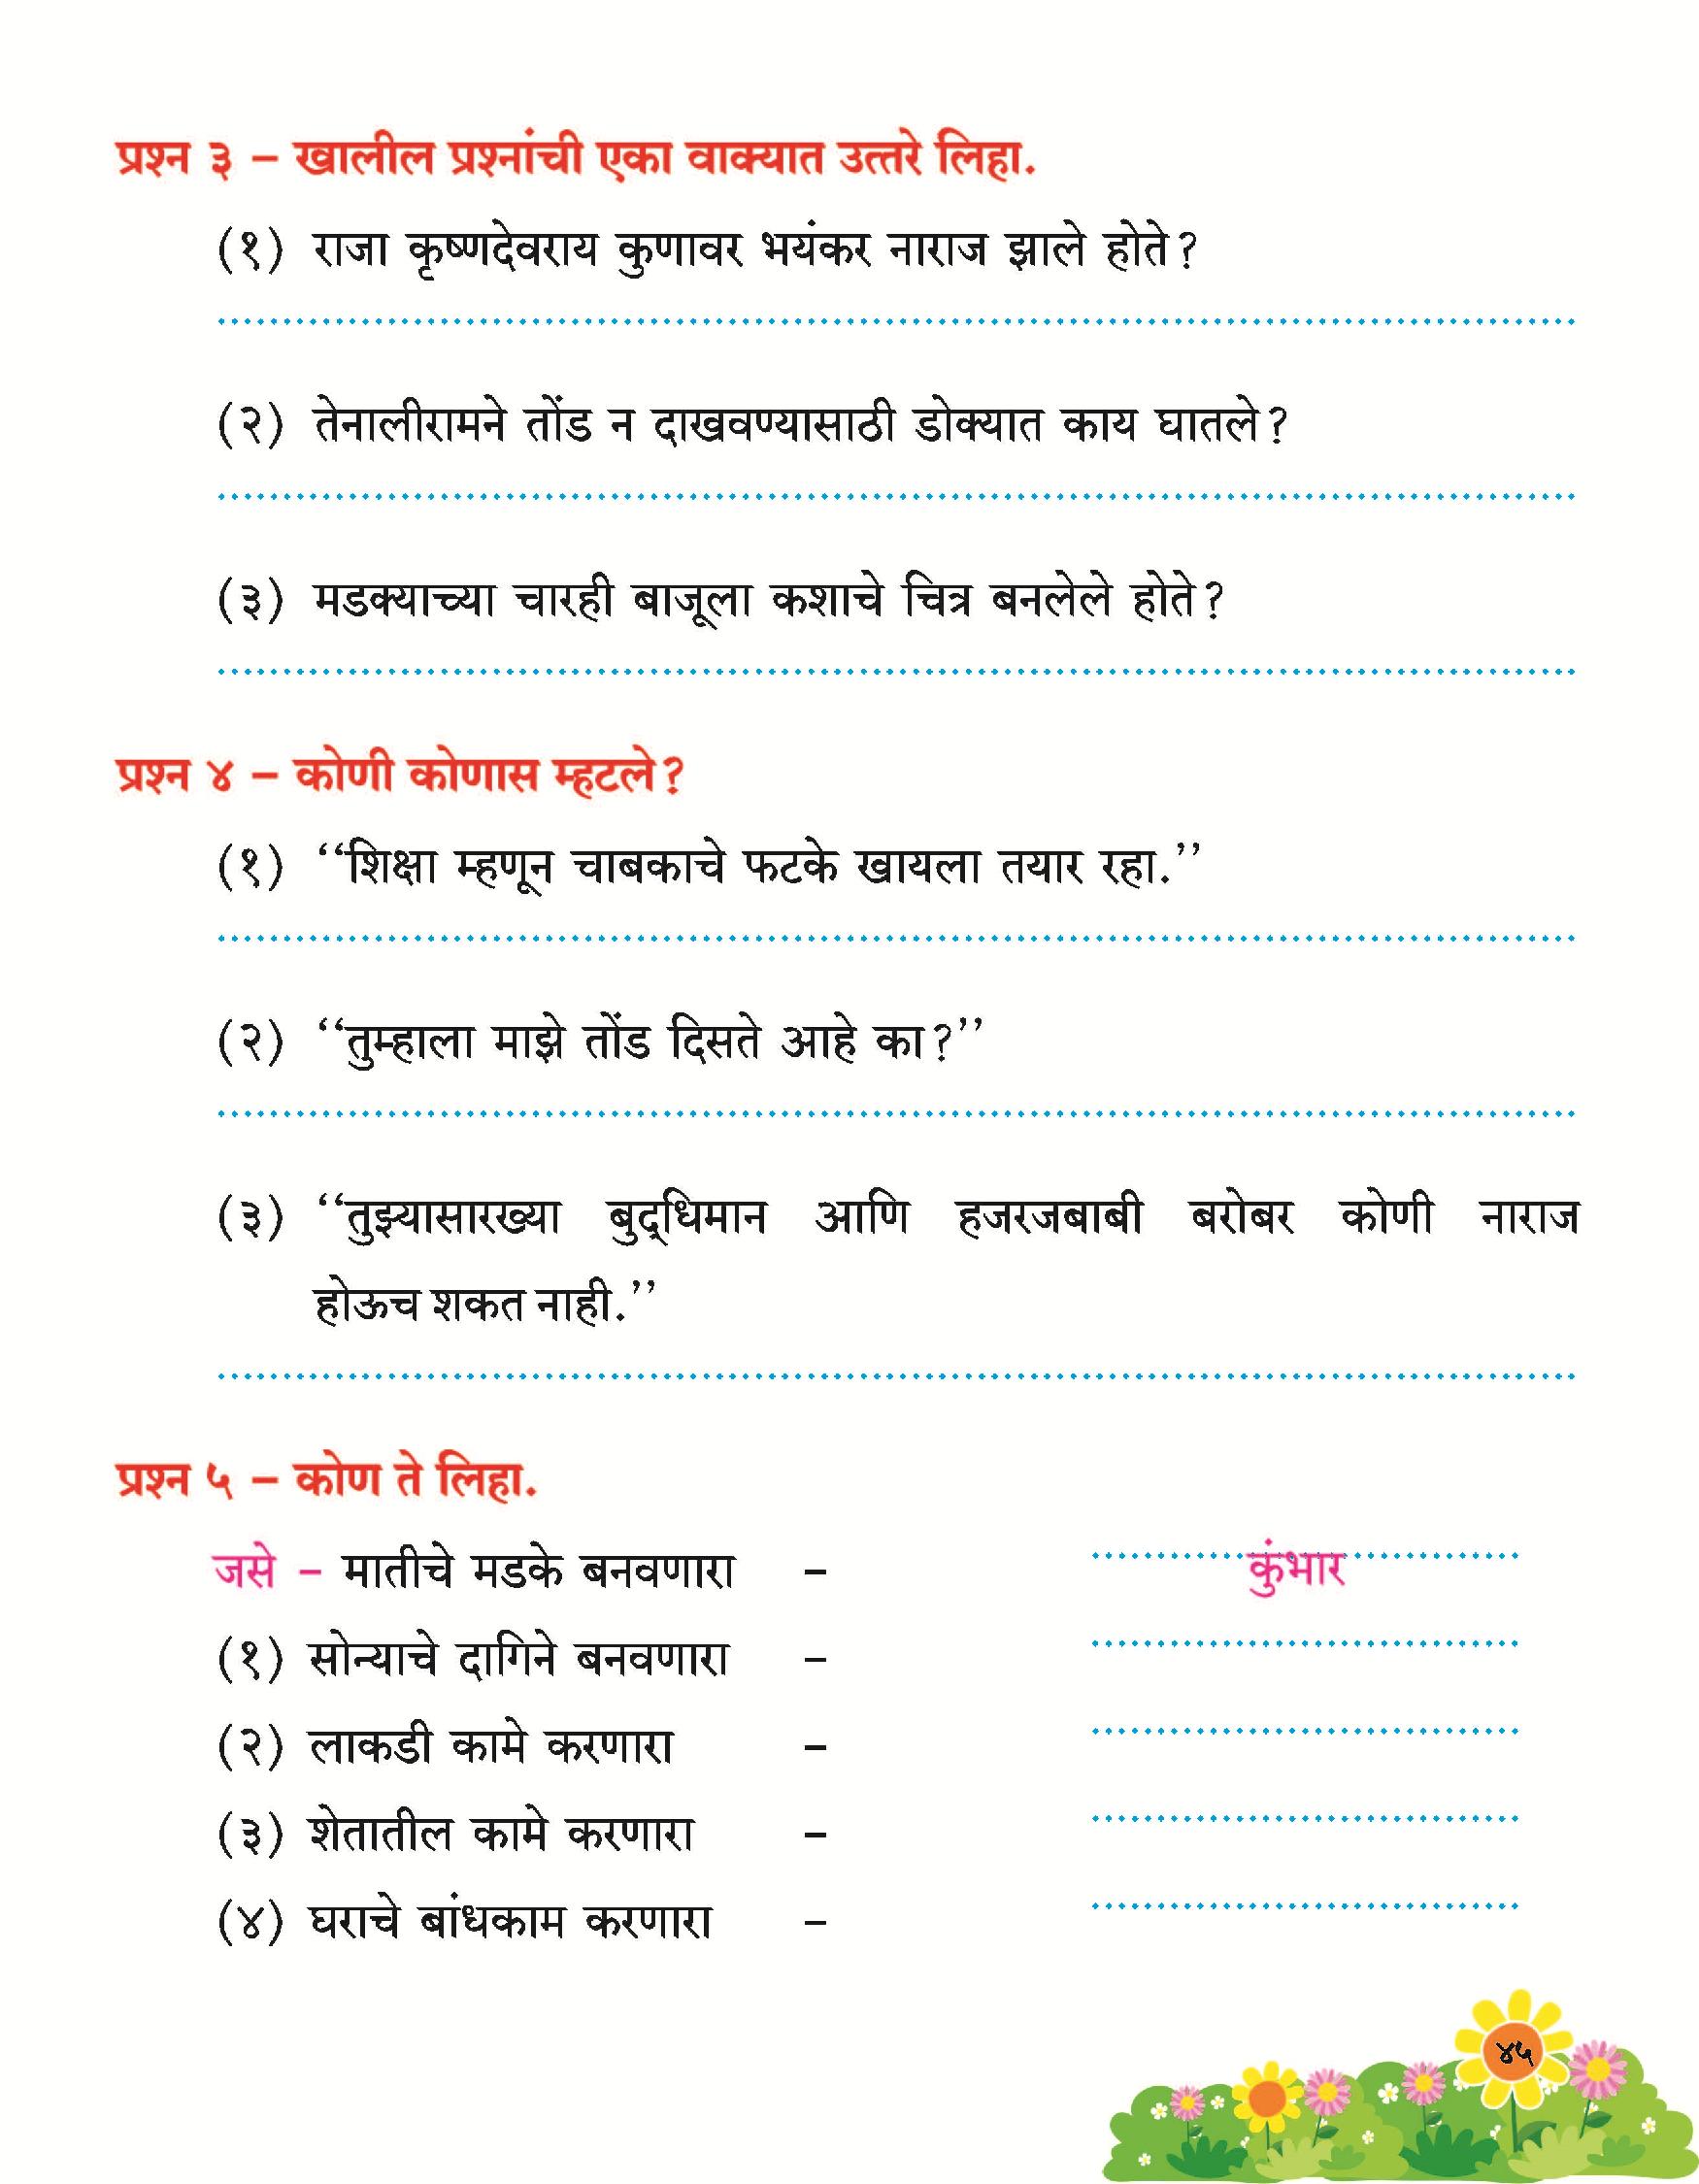 प्रश्न ३ – खालील प्रश्नांची एका वाक्यात उत्तरे लिहा.
(१) राजा कृष्णदेवराय कुणावर भयंकर नाराज झाले होते?
(२) तेनालीरामने तोंड न दाखवण्यासाठी डोक्यात काय घातले?
(३) मडक्याच्या चारही बाजूला कशाचे चित्र बनलेले होते?
प्रश्न ४ – कोणी कोणास म्हटले?
(१) ‘‘शिक्षा म्हणून चाबकाचे फटके खायला तयार रहा.’’
(२) ‘‘तुम्हाला माझे तोंड दिसते आहे का?’’
(३) ‘‘तुझ्यासारख्या बुद्धिमान आणि हजरजबाबी बरोबर कोणी नाराज
होऊच शकत नाही.’’
प्रश्न ५ – कोण ते लिहा.
जसे – मातीचे मडके बनवणारा – कुंभार
(१) सोन्याचे दागिने बनवणारा –
(२) लाकडी कामे करणारा –
(३) शेतातील कामे करणारा –
(४) घराचे बांधकाम करणारा –
४५